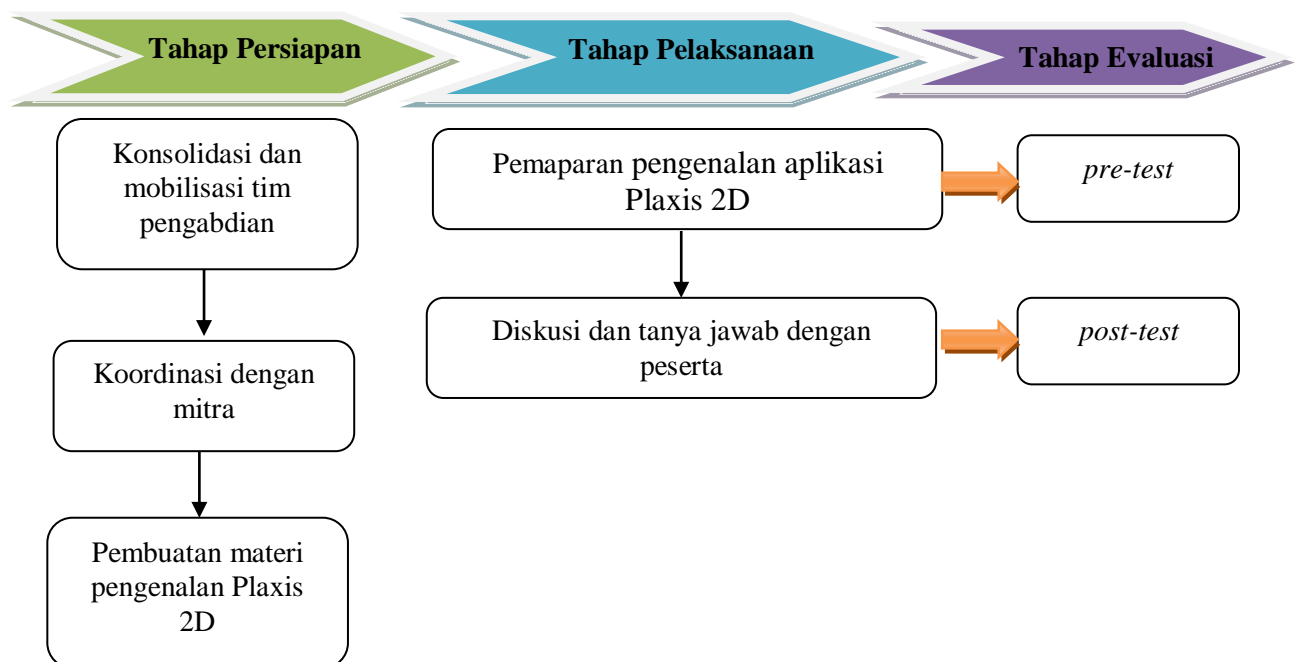 Tahap Persiapan
Tahap Pelaksanaan
Tahap Evaluasi
Konsolidasi dan
mobilisasi tim
pengabdian
Koordinasi dengan
mitra
Pembuatan materi
pengenalan Plaxis
2D
Pemaparan pengenalan aplikasi
Plaxis 2D
Diskusi dan tanya jawab dengan
peserta
pre-test
post-test